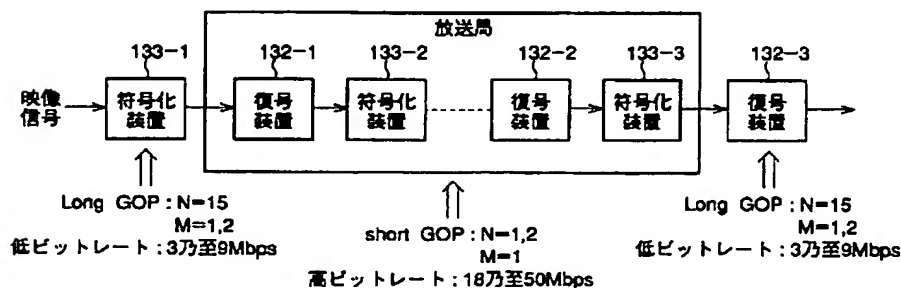 放送局
133-1
132-1
133-2
132-2
133-3
132-3
映像
信号
符号化
装置
復号
装置
符号化
装置
復号
装置
符号化
装置
復号
装置
Long GOP : N=15
M=1,2
低ビットレート : 3乃至9Mbps
short GOP : N=1,2
M=1
高ビットレート : 18乃至50Mbps
Long GOP : N=15
M=1,2
低ビットレート : 3乃至9Mbps